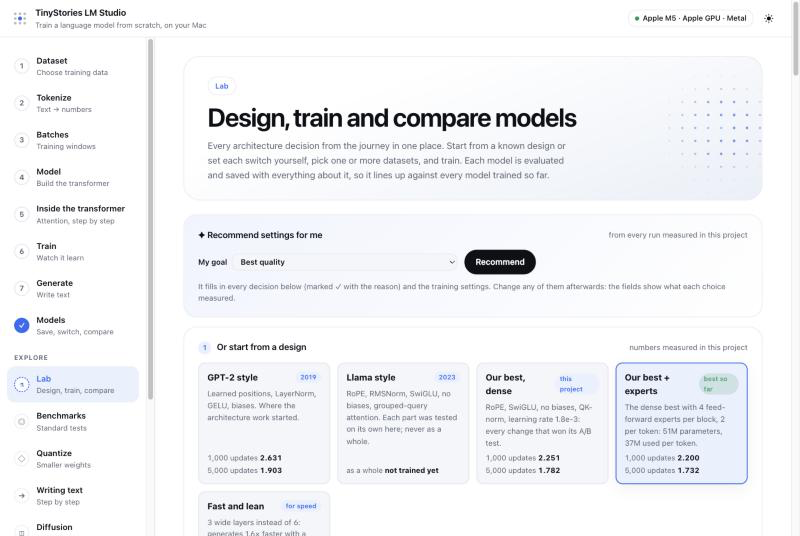 TinyStories LM Studio
Train a language model from scratch, on your Mac
Apple M5 · Apple GPU · Metal
1
Dataset
Choose training data
2
Tokenize
Text → numbers
3
Batches
Training windows
4
Model
Build the transformer
5
Inside the transformer
Attention, step by step
6
Train
Watch it learn
7
Generate
Write text
Models
Save, switch, compare
EXPLORE
Lab
Design, train, compare
Benchmarks
Standard tests
Quantize
Smaller weights
Writing text
Step by step
Diffusion
Lab
Design, train and compare models
Every architecture decision from the journey in one place. Start from a known design or
set each switch yourself, pick one or more datasets, and train. Each model is evaluated
and saved with everything about it, so it lines up against every model trained so far.
✦ Recommend settings for me
from every run measured in this project
My goal
Best quality
Recommend
It fills in every decision below (marked ✓ with the reason) and the training settings. Change any of them afterwards: the fields show what each choice
measured.
1
Or start from a design
numbers measured in this project
GPT-2 style
2019
Learned positions, LayerNorm,
GELU, biases. Where the
architecture work started.
1,000 updates 2.631
5,000 updates 1.903
Llama style
2023
RoPE, RMSNorm, SwiGLU, no
biases, grouped-query
attention. Each part was tested
on its own here; never as a
whole.
as a whole not trained yet
Our best,
dense
this
project
RoPE, SwiGLU, no biases, QK-
norm, learning rate 1.8e-3:
every change that won its A/B
test.
1,000 updates 2.251
5,000 updates 1.782
Our best +
experts
best so
far
The dense best with 4 feed-
forward experts per block, 2
per token: 51M parameters,
37M used per token.
1,000 updates 2.200
5,000 updates 1.732
Fast and lean
for speed
3 wide layers instead of 6:
generates 1.6x faster with a